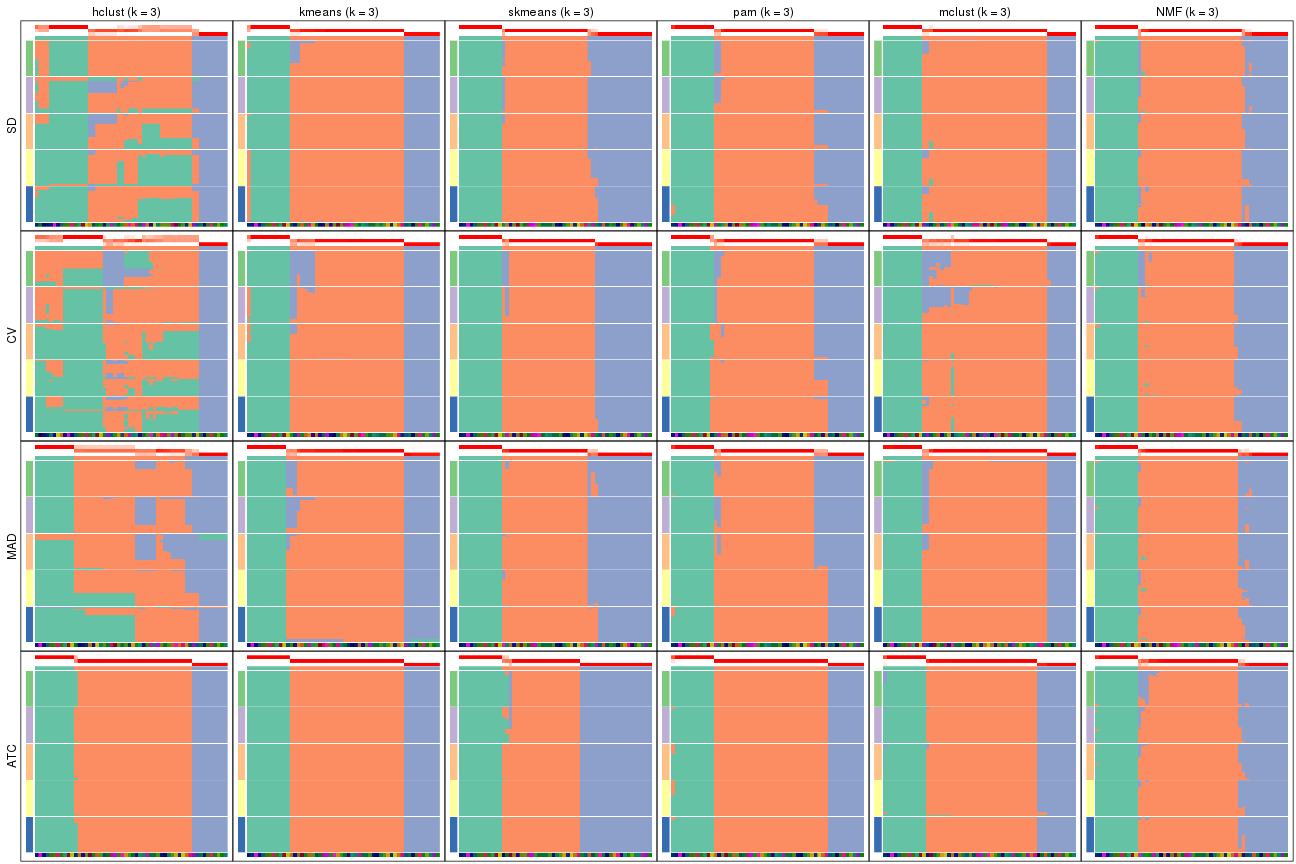 hclust (k = 3) kmeans (k = 3) skmeans (k = 3) pam (k = 3) mclust (k = 3) NMF (k = 3)
SD
CV
MAD
ATC